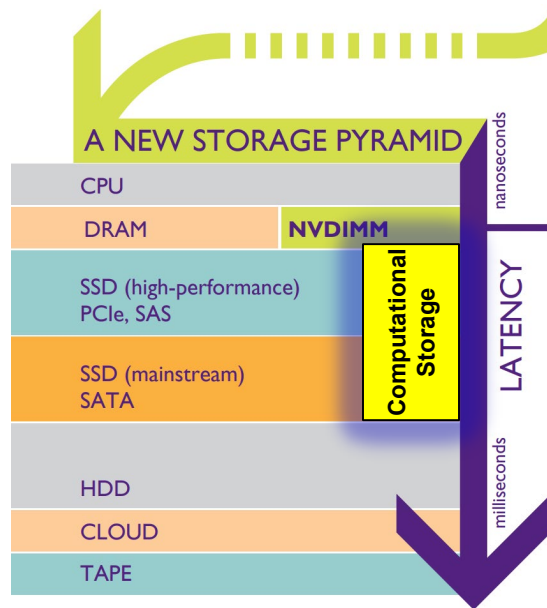 A NEW STORAGE PYRAMID
CPU
DRAM
NVDIMM
SSD (high-performance)
PCIe, SAS
SSD (mainstream)
SATA
HDD
CLOUD
TAPE
Computational
Storage
nanoseconds
LATENCY
milliseconds